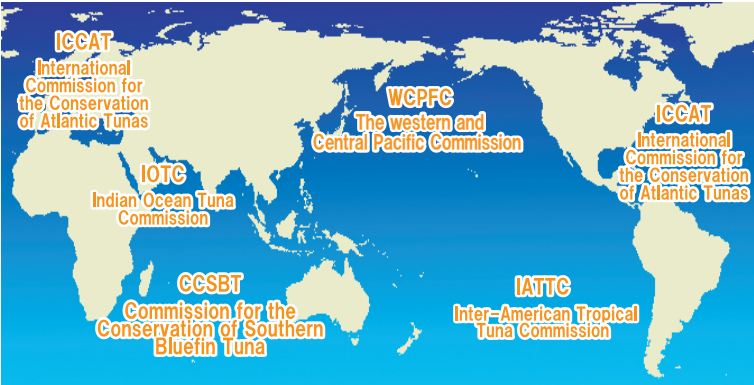 ICCAT
International
Commission for
the Conservation
of Atlantic Tunas
WCPFC
The western and
Central Pacific Commission
ICCAT
International
Commission for
the Conservation
of Atlantic Tunas
IOTC
Indian Ocean Tuna
Commission
CCSBT
Commission for the
Conservation of Southern
Bluefin Tuna
IATTC
Inter-American Tropical
Tuna Commission